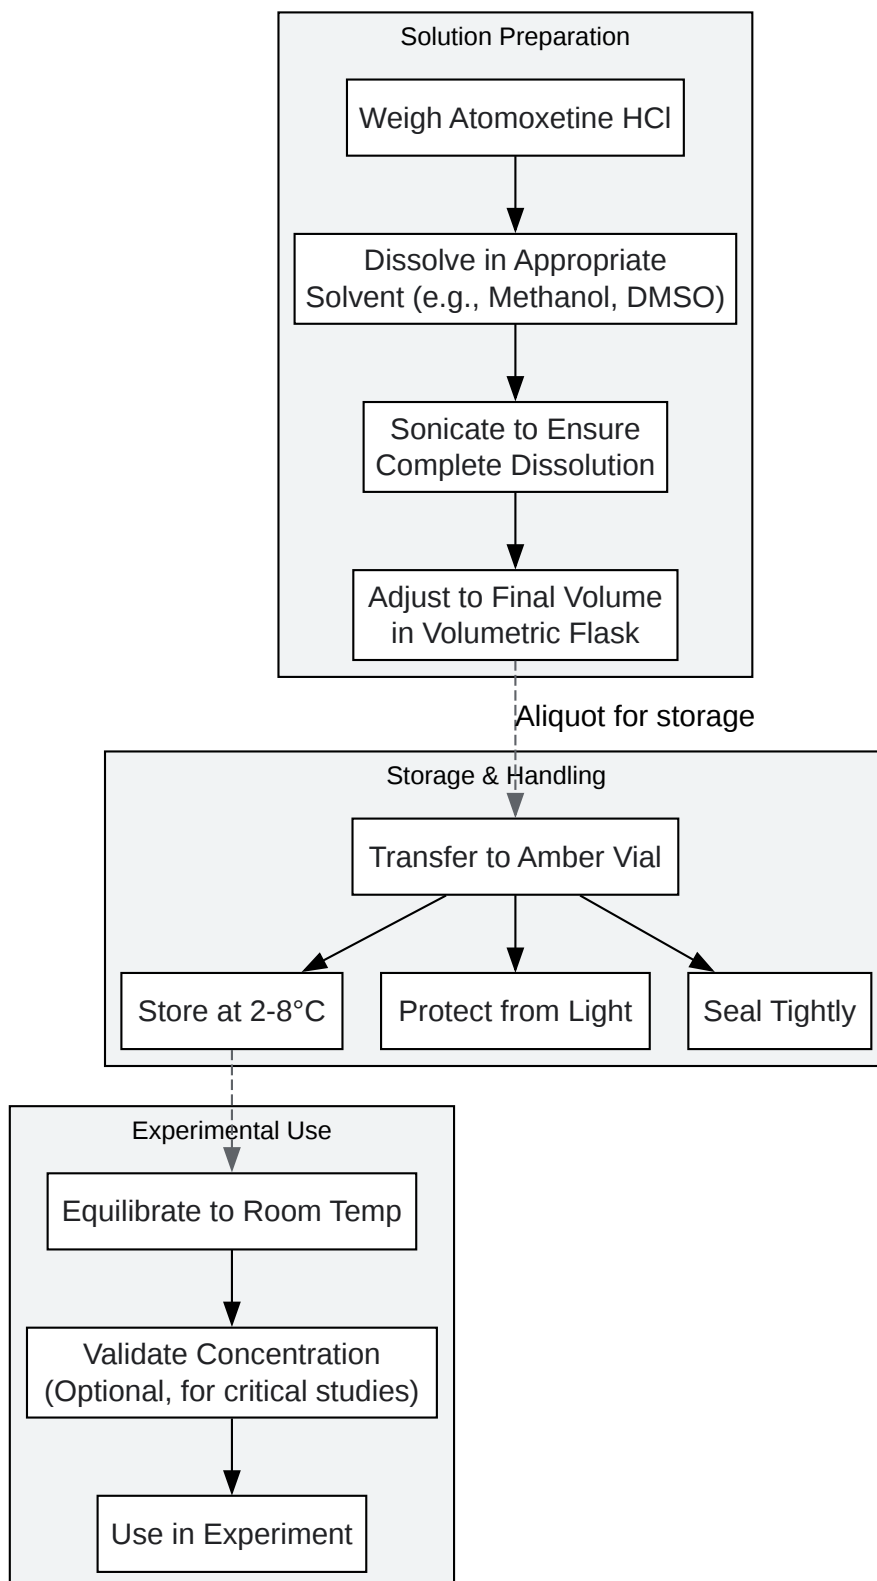 Solution Preparation
Weigh Atomoxetine HCl
Dissolve in Appropriate
Solvent (e.g., Methanol, DMSO)
Sonicate to Ensure
Complete Dissolution
Adjust to Final Volume
in Volumetric Flask
Aliquot for storage
Storage & Handling
Transfer to Amber Vial
Store at 2-8°C
Protect from Light
Seal Tightly
Experimental Use
Equilibrate to Room Temp
Validate Concentration
(Optional, for critical studies)
Use in Experiment